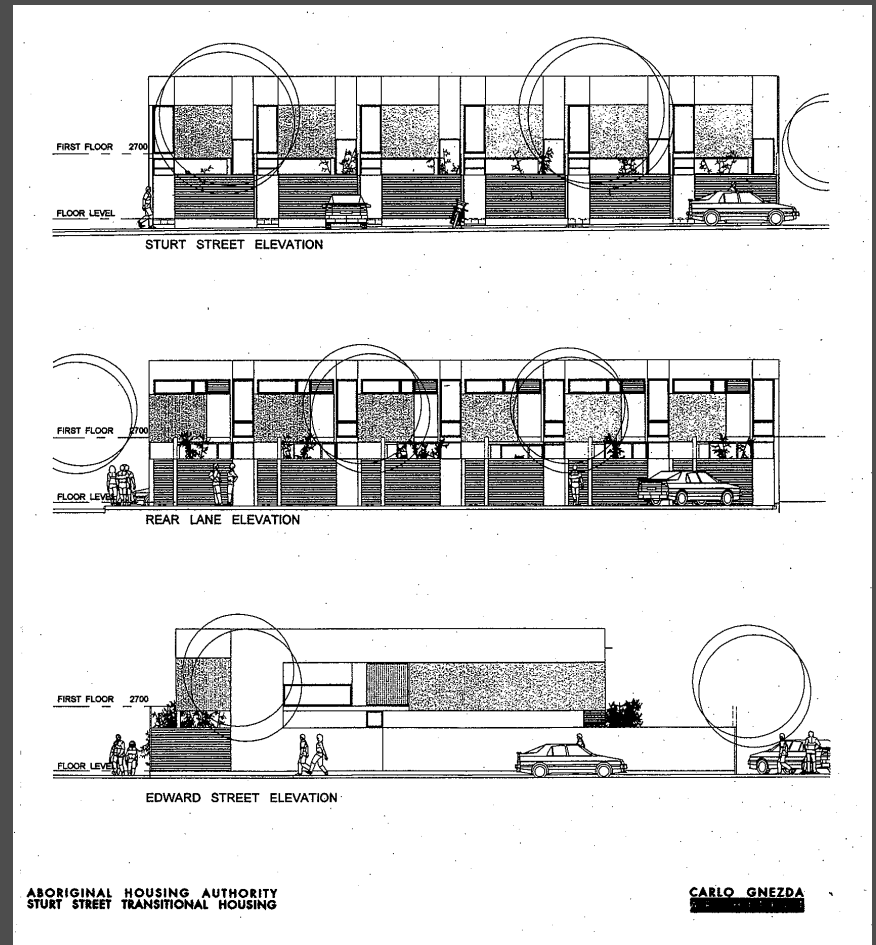 FIRST FLOOR 2700
FLOOR LEVEL
STURT STREET ELEVATION
FIRST FLOOR 2700
FLOOR LEVEL
REAR LANE ELEVATION
FIRST FLOOR 2700
FLOOR LEVEL
EDWARD STREET ELEVATION
ABORIGINAL HOUSING AUTHORITY
STURT STREET TRANSITIONAL HOUSING
CARLO GNEZDA